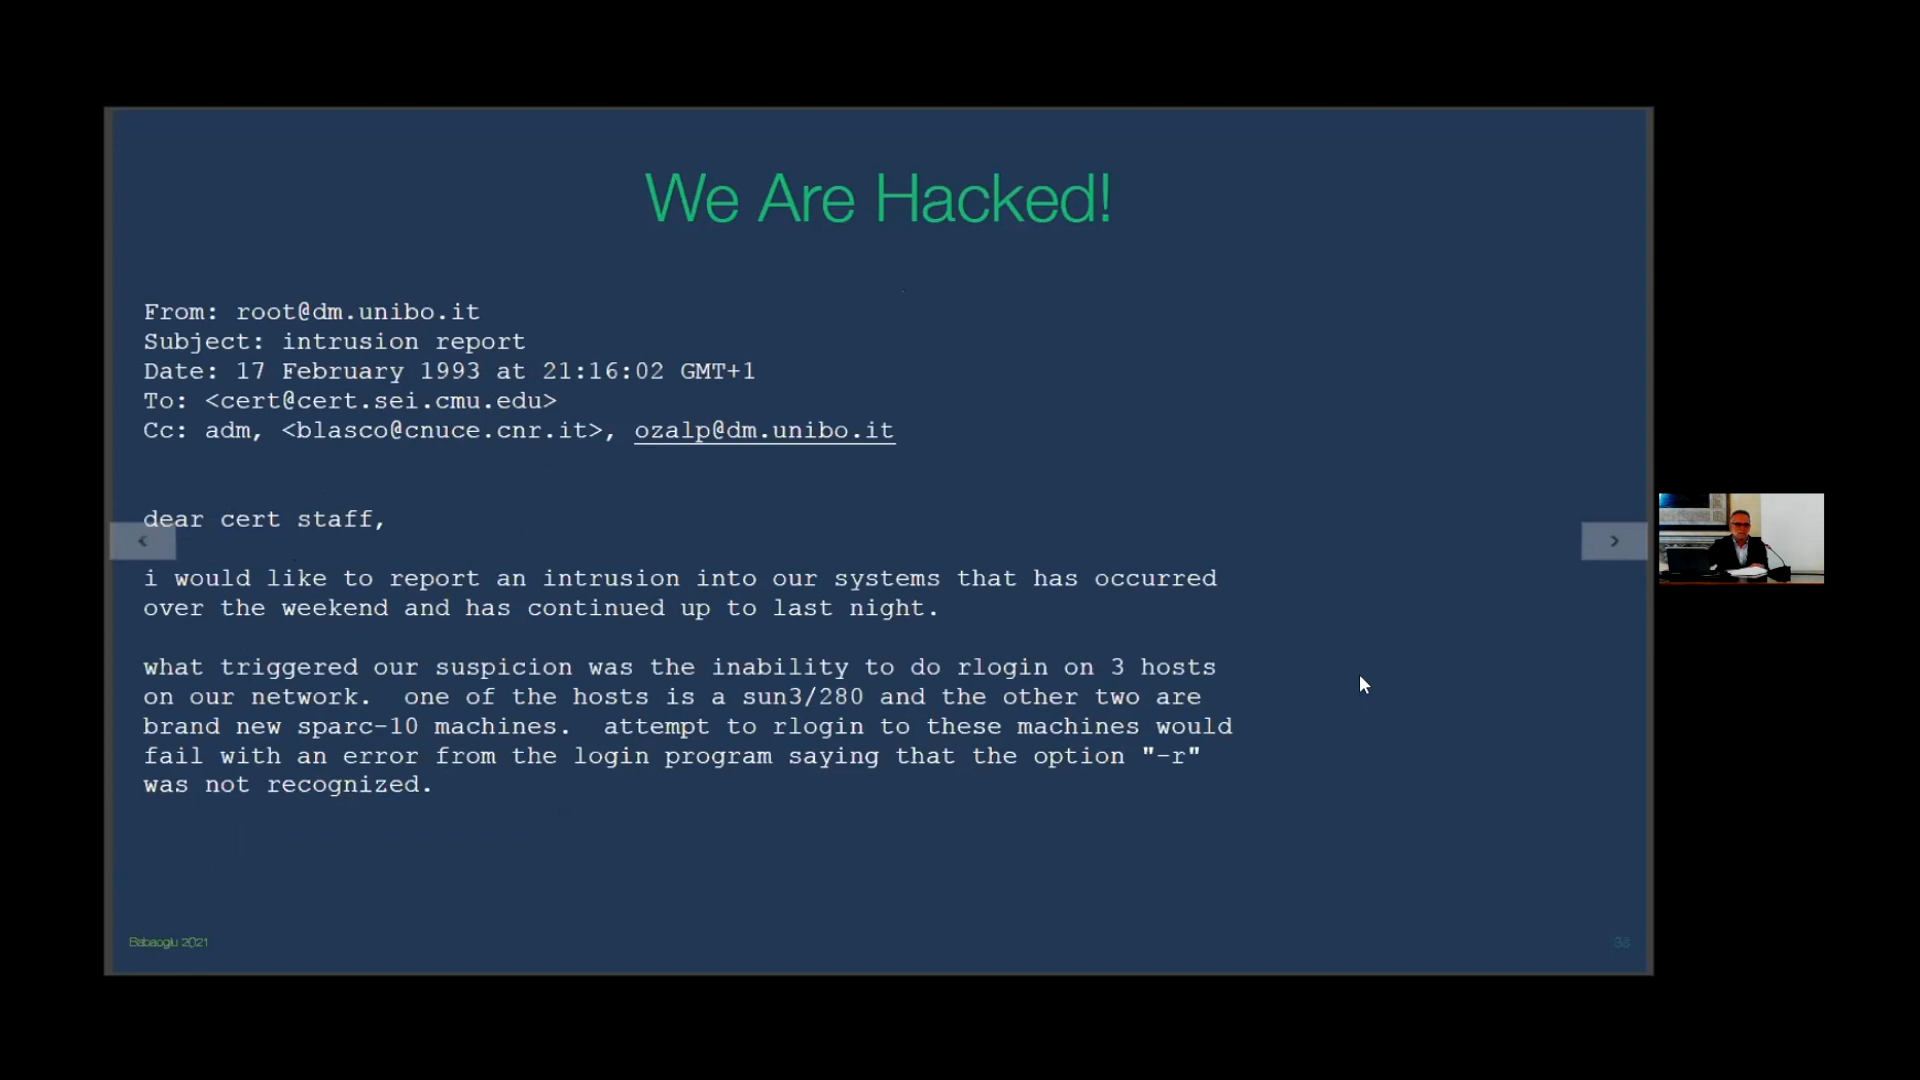 We Are Hacked!
From: root@dm.unibo.it
Subject: intrusion report
Date: 17 February 1993 at 21:16:02 GMT+1
To: <cert@cert.sei.cmu.edu>
Cc: adm, <blasco@cnuce.cnr.it>, ozalp@dm.unibo.it
dear cert staff,
i would like to report an intrusion into our systems that has occurred
over the weekend and has continued up to last night.
what triggered our suspicion was the inability to do rlogin on 3 hosts
on our network.  one of the hosts is a sun3/280 and the other two are
brand new sparc-10 machines.  attempt to rlogin to these machines would
fail with an error from the login program saying that the option "-r"
was not recognized.
Babaoglu 2021